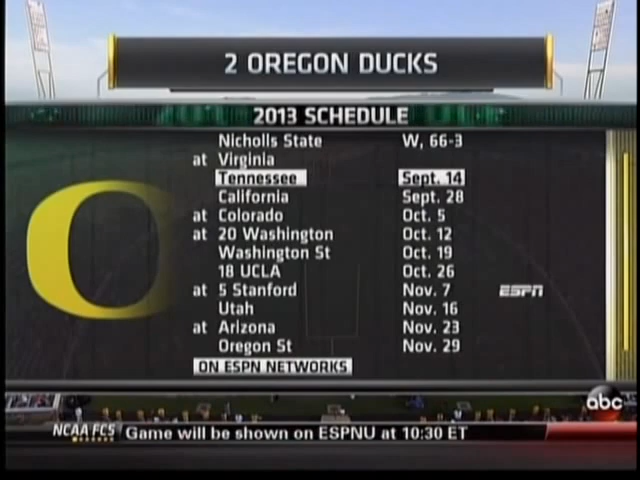 2 OREGON DUCKS
2013 SCHEDULE
Nicholls State W, 66-3
at Virginia
Tennessee Sept. 14
California Sept. 28
at Colorado Oct. 5
at 20 Washington Oct. 12
Washington St Oct. 19
18 UCLA Oct. 26
at 5 Stanford Nov. 7 ESPN
Utah Nov. 16
at Arizona Nov. 23
Oregon St Nov. 29
ON ESPN NETWORKS
abc
NCAA FCS Game will be shown on ESPNU at 10:30 ET